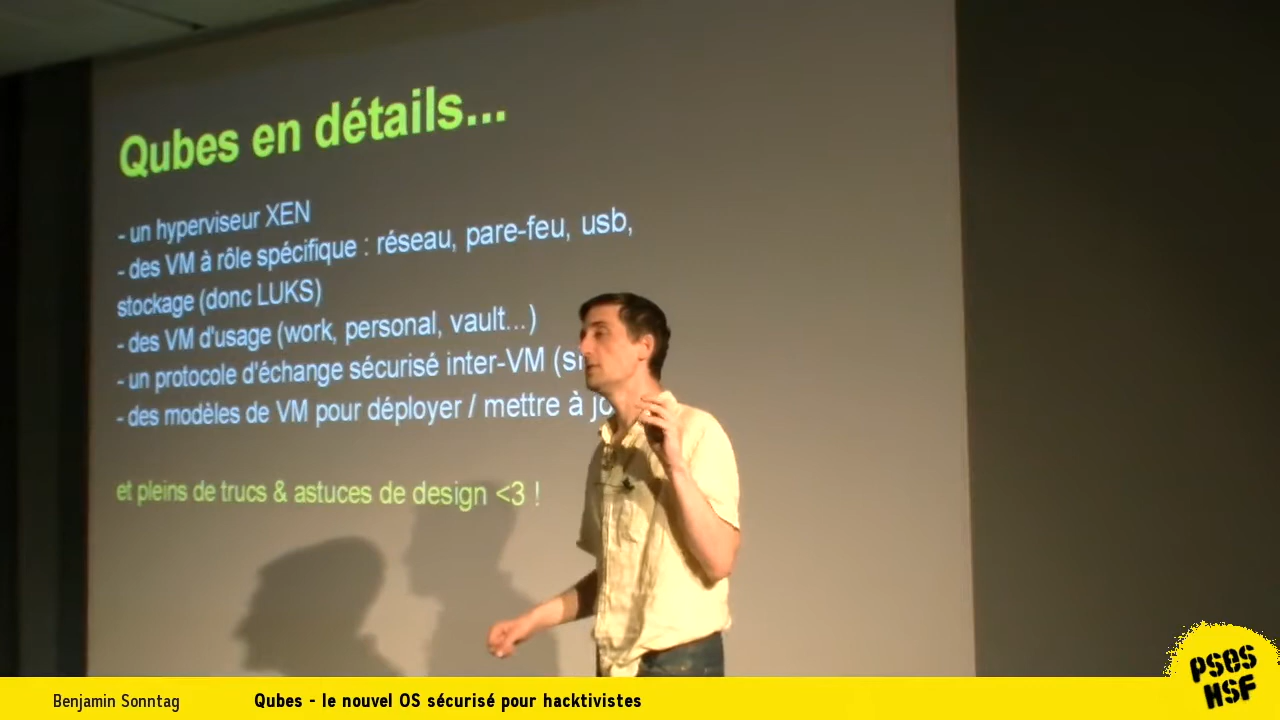 Qubes en détails...
- un hyperviseur XEN
- des VM à rôle spécifique : réseau, pare-feu, usb,
stockage (donc LUKS)
- des VM d'usage (work, personal, vault...)
- un protocole d'échange sécurisé inter-VM
- des modèles de VM pour déployer / mettre à
et pleins de trucs & astuces de design <3 !
PSES
HSF
Benjamin Sonntag
Qubes - le nouvel OS sécurisé pour hacktivistes